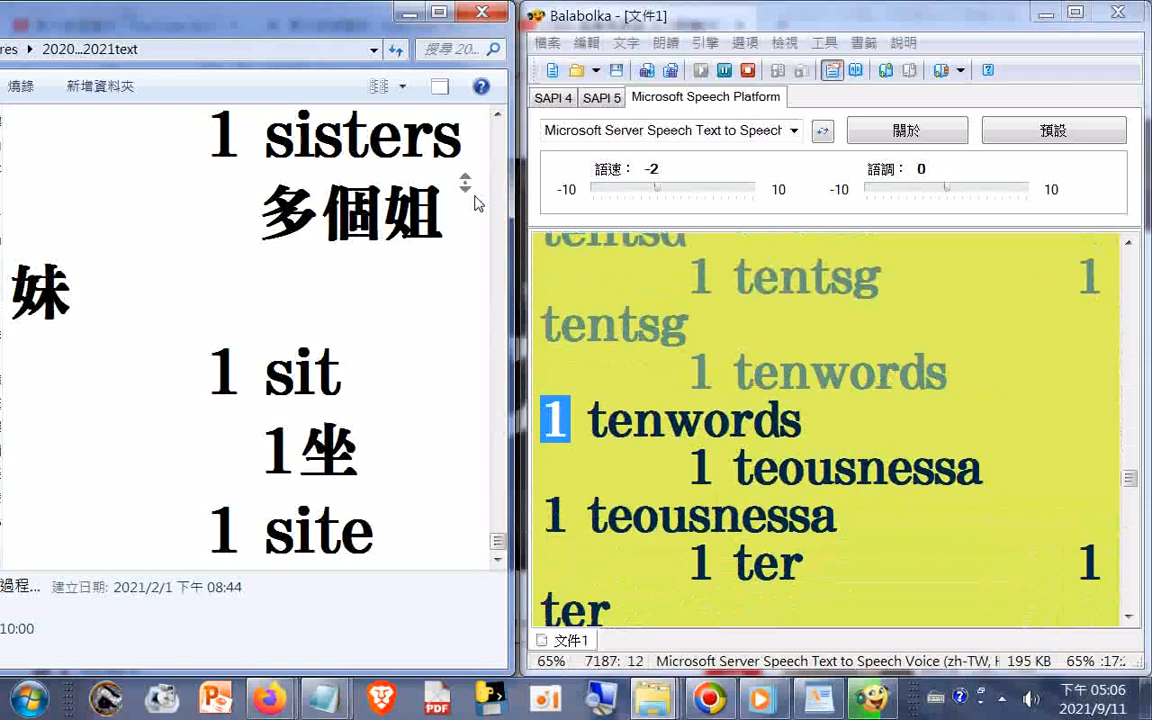 res ▸ 2020...2021text
搜尋 20...
燒錄 新增資料夾
1 sisters
多個姐
妹
1 sit
1坐
1 site
過程... 建立日期: 2021/2/1 下午 08:44
10:00
Balabolka - [文件1]
檔案 編輯 文字 朗讀 引擎 選項 檢視 工具 書籤 說明
SAPI 4 SAPI 5 Microsoft Speech Platform
Microsoft Server Speech Text to Speech 關於 預設
語速： -2 語調： 0
-10 10 -10 10
tentsd
1 tentsg 1
tentsg
1 tenwords
1 tenwords
1 teousnessa
1 teousnessa
1 ter 1
ter
文件1
65% 7187: 12 Microsoft Server Speech Text to Speech Voice (zh-TW, H 195 KB 65% :17:
PDF
下午 05:06
2021/9/11